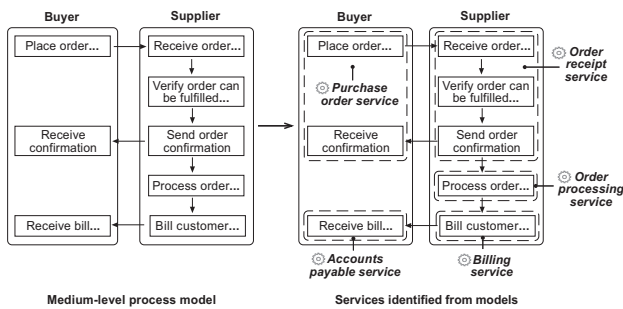 Buyer
Supplier
Place order...
Receive order...
Verify order can
be fulfilled...
Receive
confirmation
Send order
confirmation
Process order...
Receive bill...
Bill customer...
Medium-level process model
Buyer
Supplier
Place order...
Receive order...
Order
receipt
service
Purchase
order service
Verify order can
be fulfilled...
Receive
confirmation
Send order
confirmation
Process order...
Order
processing
service
Receive bill...
Bill customer...
Accounts
payable service
Billing
service
Services identified from models